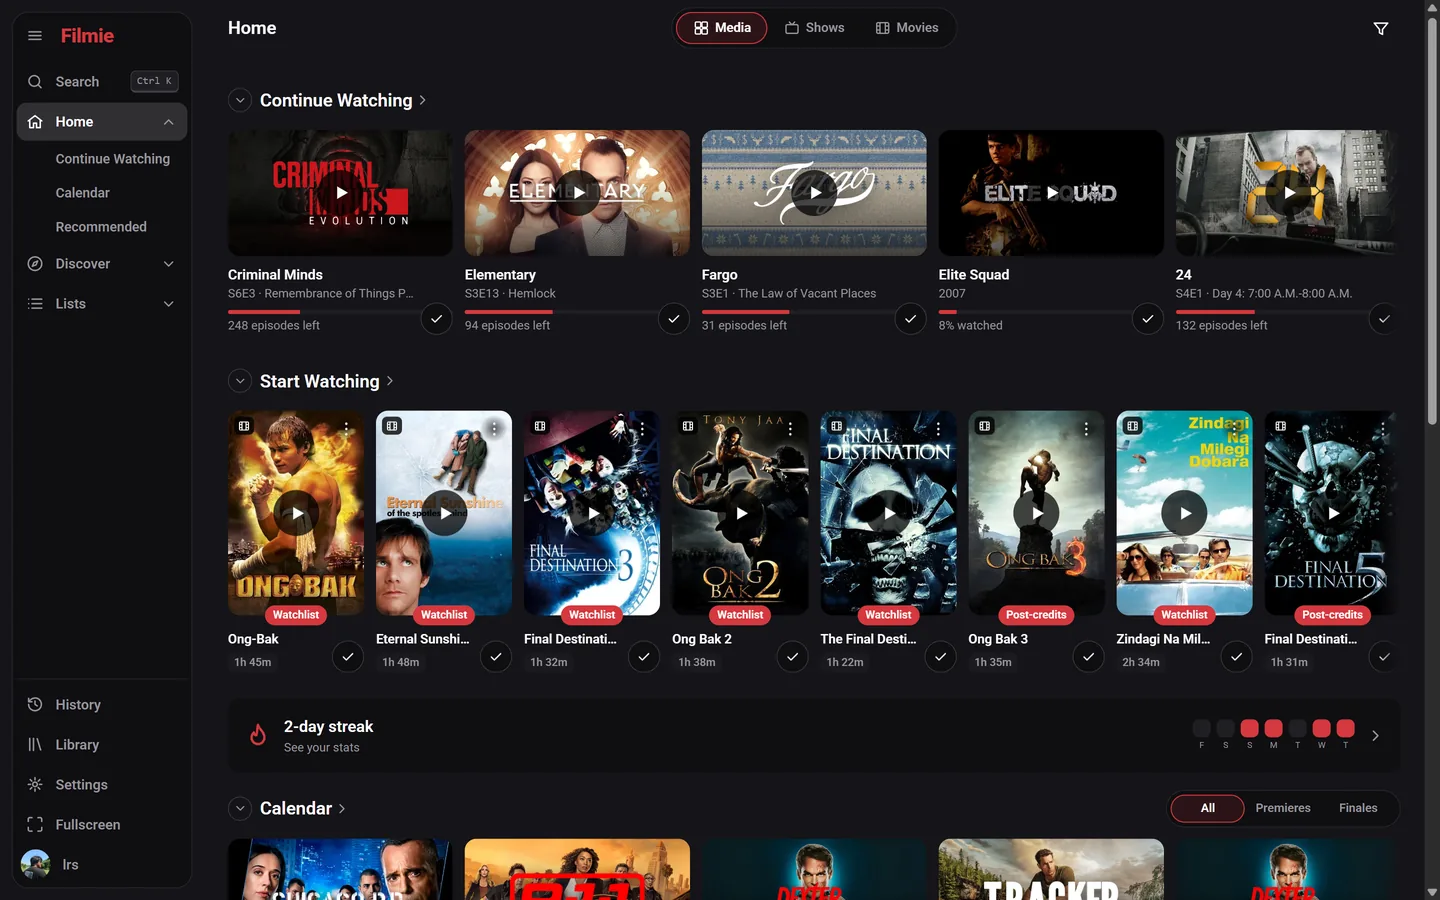 Filmie
Search
Ctrl K
Home
Continue Watching
Calendar
Recommended
Discover
Lists
History
Library
Settings
Fullscreen
lrs
Home
Media
Shows
Movies
Continue Watching
CRIMINAL
MINDS
EVOLUTION
ELEMENTARY
Fargo
ELITE SQUAD
24
Criminal Minds
S6E3 · Remembrance of Things P...
248 episodes left
Elementary
S3E13 · Hemlock
94 episodes left
Fargo
S3E1 · The Law of Vacant Places
31 episodes left
Elite Squad
2007
8% watched
24
S4E1 · Day 4: 7:00 A.M.-8:00 A.M.
132 episodes left
Start Watching
ONG BAK
Watchlist
Ong-Bak
1h 45m
Eternal Sunshine
of the spotless mind
Watchlist
Eternal Sunshi...
1h 48m
FINAL
DESTINATION 3
Watchlist
Final Destinati...
1h 32m
TONY JAA
ONG
BAK 2
Watchlist
Ong Bak 2
1h 38m
FINAL
DESTINATION
Watchlist
The Final Desti...
1h 22m
ONG BAK 3
Post-credits
Ong Bak 3
1h 35m
Zindagi
Na
Milegi
Dobara
Watchlist
Zindagi Na Mil...
2h 34m
FINAL
DESTINATION 5
Post-credits
Final Destinati...
1h 31m
2-day streak
See your stats
F S S M T W T
Calendar
All
Premieres
Finales
CHICAGO P.D.
9-1-1
DEXTER
TRACKER
DEXTER